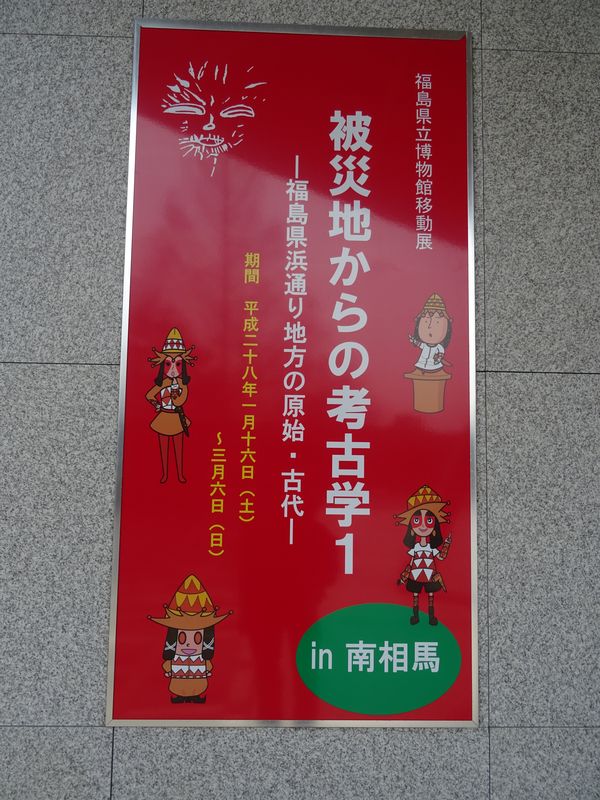 福島県立博物館移動展
被災地からの考古学1
―福島県浜通り地方の原始・古代―
期間 平成二十八年一月十六日（土）
～三月六日（日）
in 南相馬